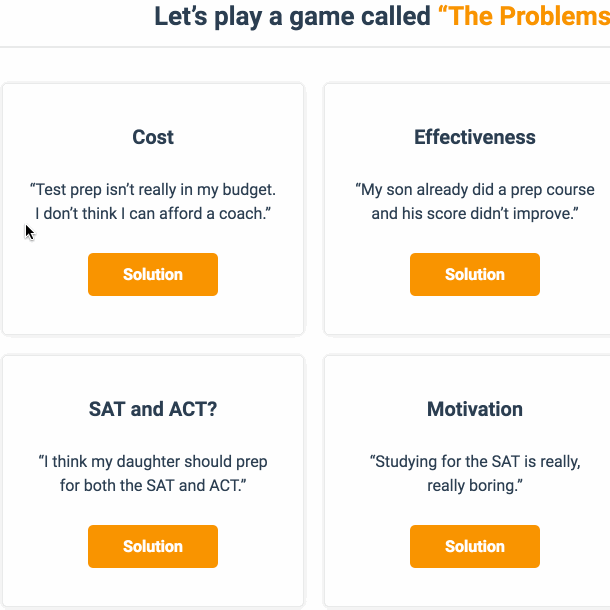 Let’s play a game called “The Problems
Cost
“Test prep isn’t really in my budget.
I don’t think I can afford a coach.”
Solution
Effectiveness
“My son already did a prep course
and his score didn’t improve.”
Solution
SAT and ACT?
“I think my daughter should prep
for both the SAT and ACT.”
Solution
Motivation
“Studying for the SAT is really,
really boring.”
Solution